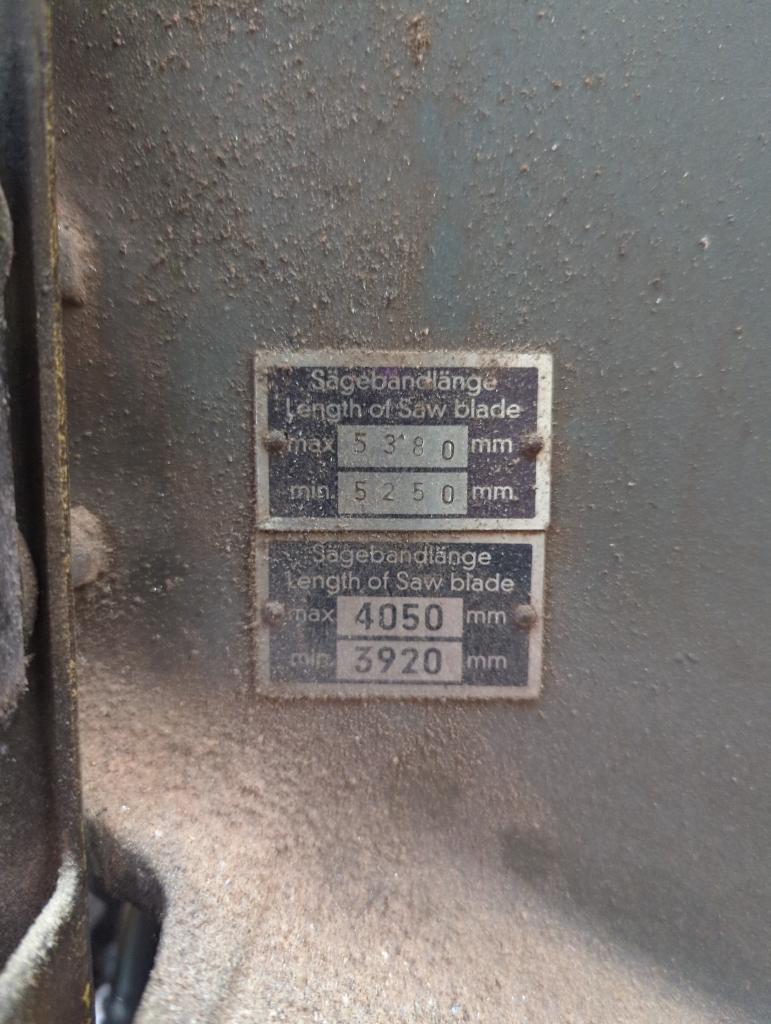 Sägebandlänge
Length of Saw blade
max 5380 mm
min. 5250 mm
Sägebandlänge
Length of Saw blade
max 4050 mm
min. 3920 mm